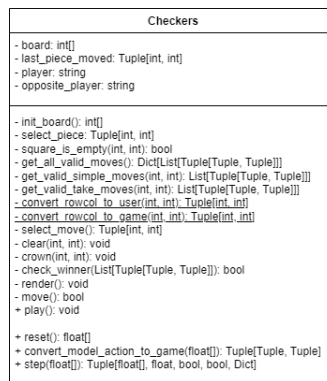 Checkers
- board: int[]
- last_piece_moved: Tuple[int, int]
- player: string
- opposite_player: string
- init_board(): int[]
- select_piece: Tuple[int, int]
- square_is_empty(int, int): bool
- get_all_valid_moves(): Dict[List[Tuple[Tuple, Tuple]]]
- get_valid_simple_moves(int, int): List[Tuple[Tuple, Tuple]]]
- get_valid_take_moves(int, int): List[Tuple[Tuple, Tuple]]]
- convert_rowcol_to_user(int, int): Tuple[int, int]
- convert_rowcol_to_game(int, int): Tuple[int, int]
- select_move(): Tuple[int, int]
- clear(int, int): void
- crown(int, int): void
- check_winner(List[Tuple[Tuple, Tuple]]): bool
- render(): void
- move(): bool
+ play(): void
+ reset(): float[]
+ convert_model_action_to_game(float[]): Tuple[Tuple, Tuple]
+ step(float[]): Tuple[float[], float, bool, bool, Dict]